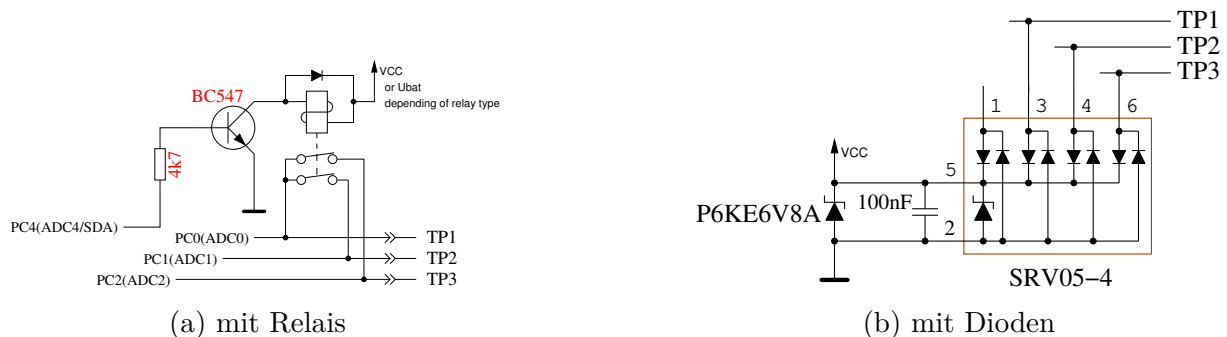 VCC
or Ubat
depending of relay type
BC547
4k7
PC4(ADC4/SDA)
PC0(ADC0)
TP1
PC1(ADC1)
TP2
PC2(ADC2)
TP3
(a) mit Relais
TP1
TP2
TP3
1
3
4
6
VCC
5
P6KE6V8A
100nF
2
SRV05-4
(b) mit Dioden